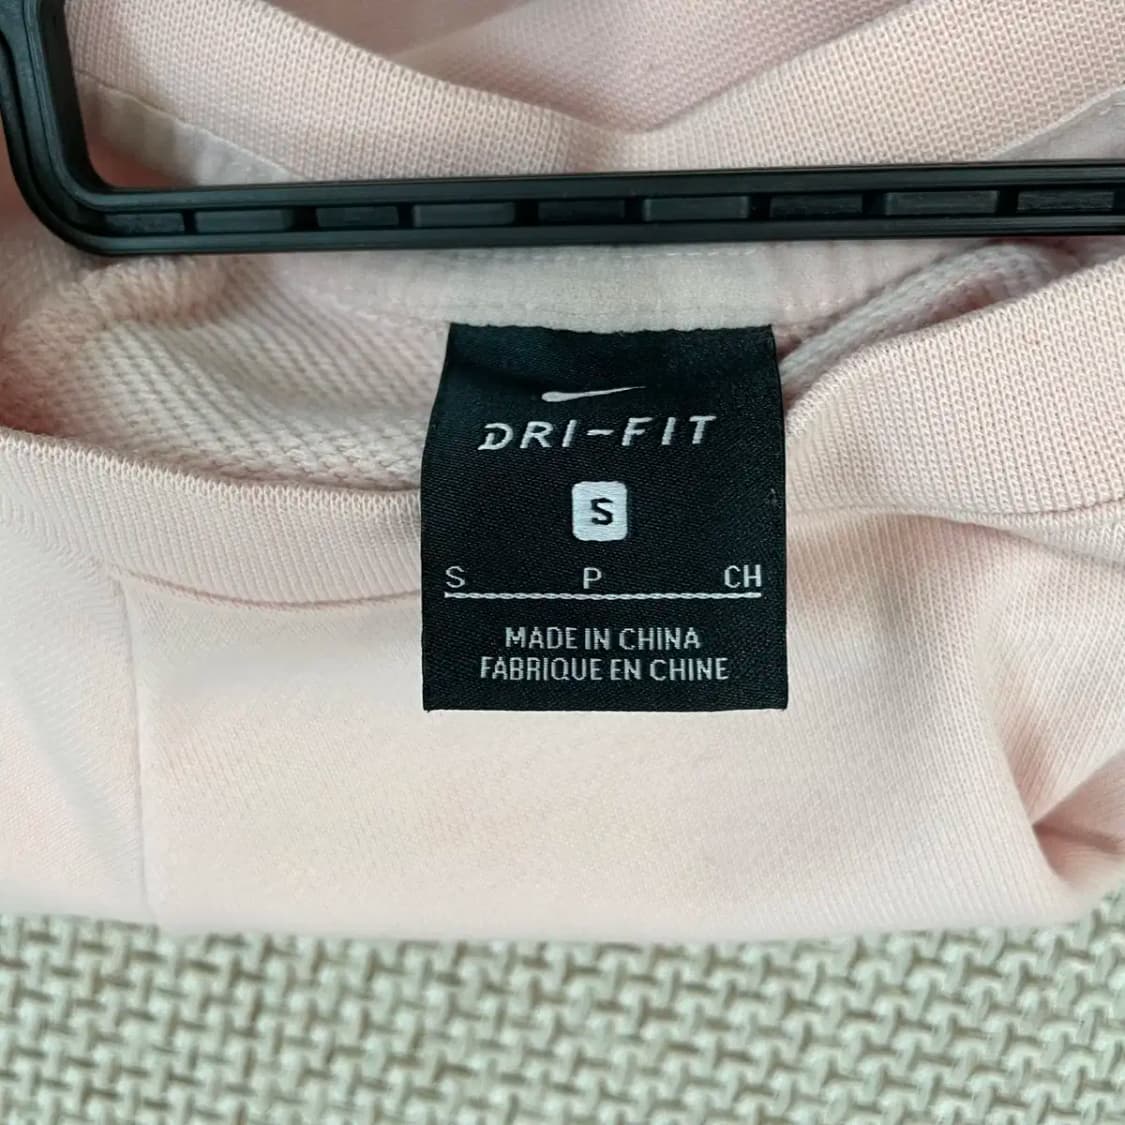 DRI-FIT
S
S P CH
MADE IN CHINA
FABRIQUE EN CHINE